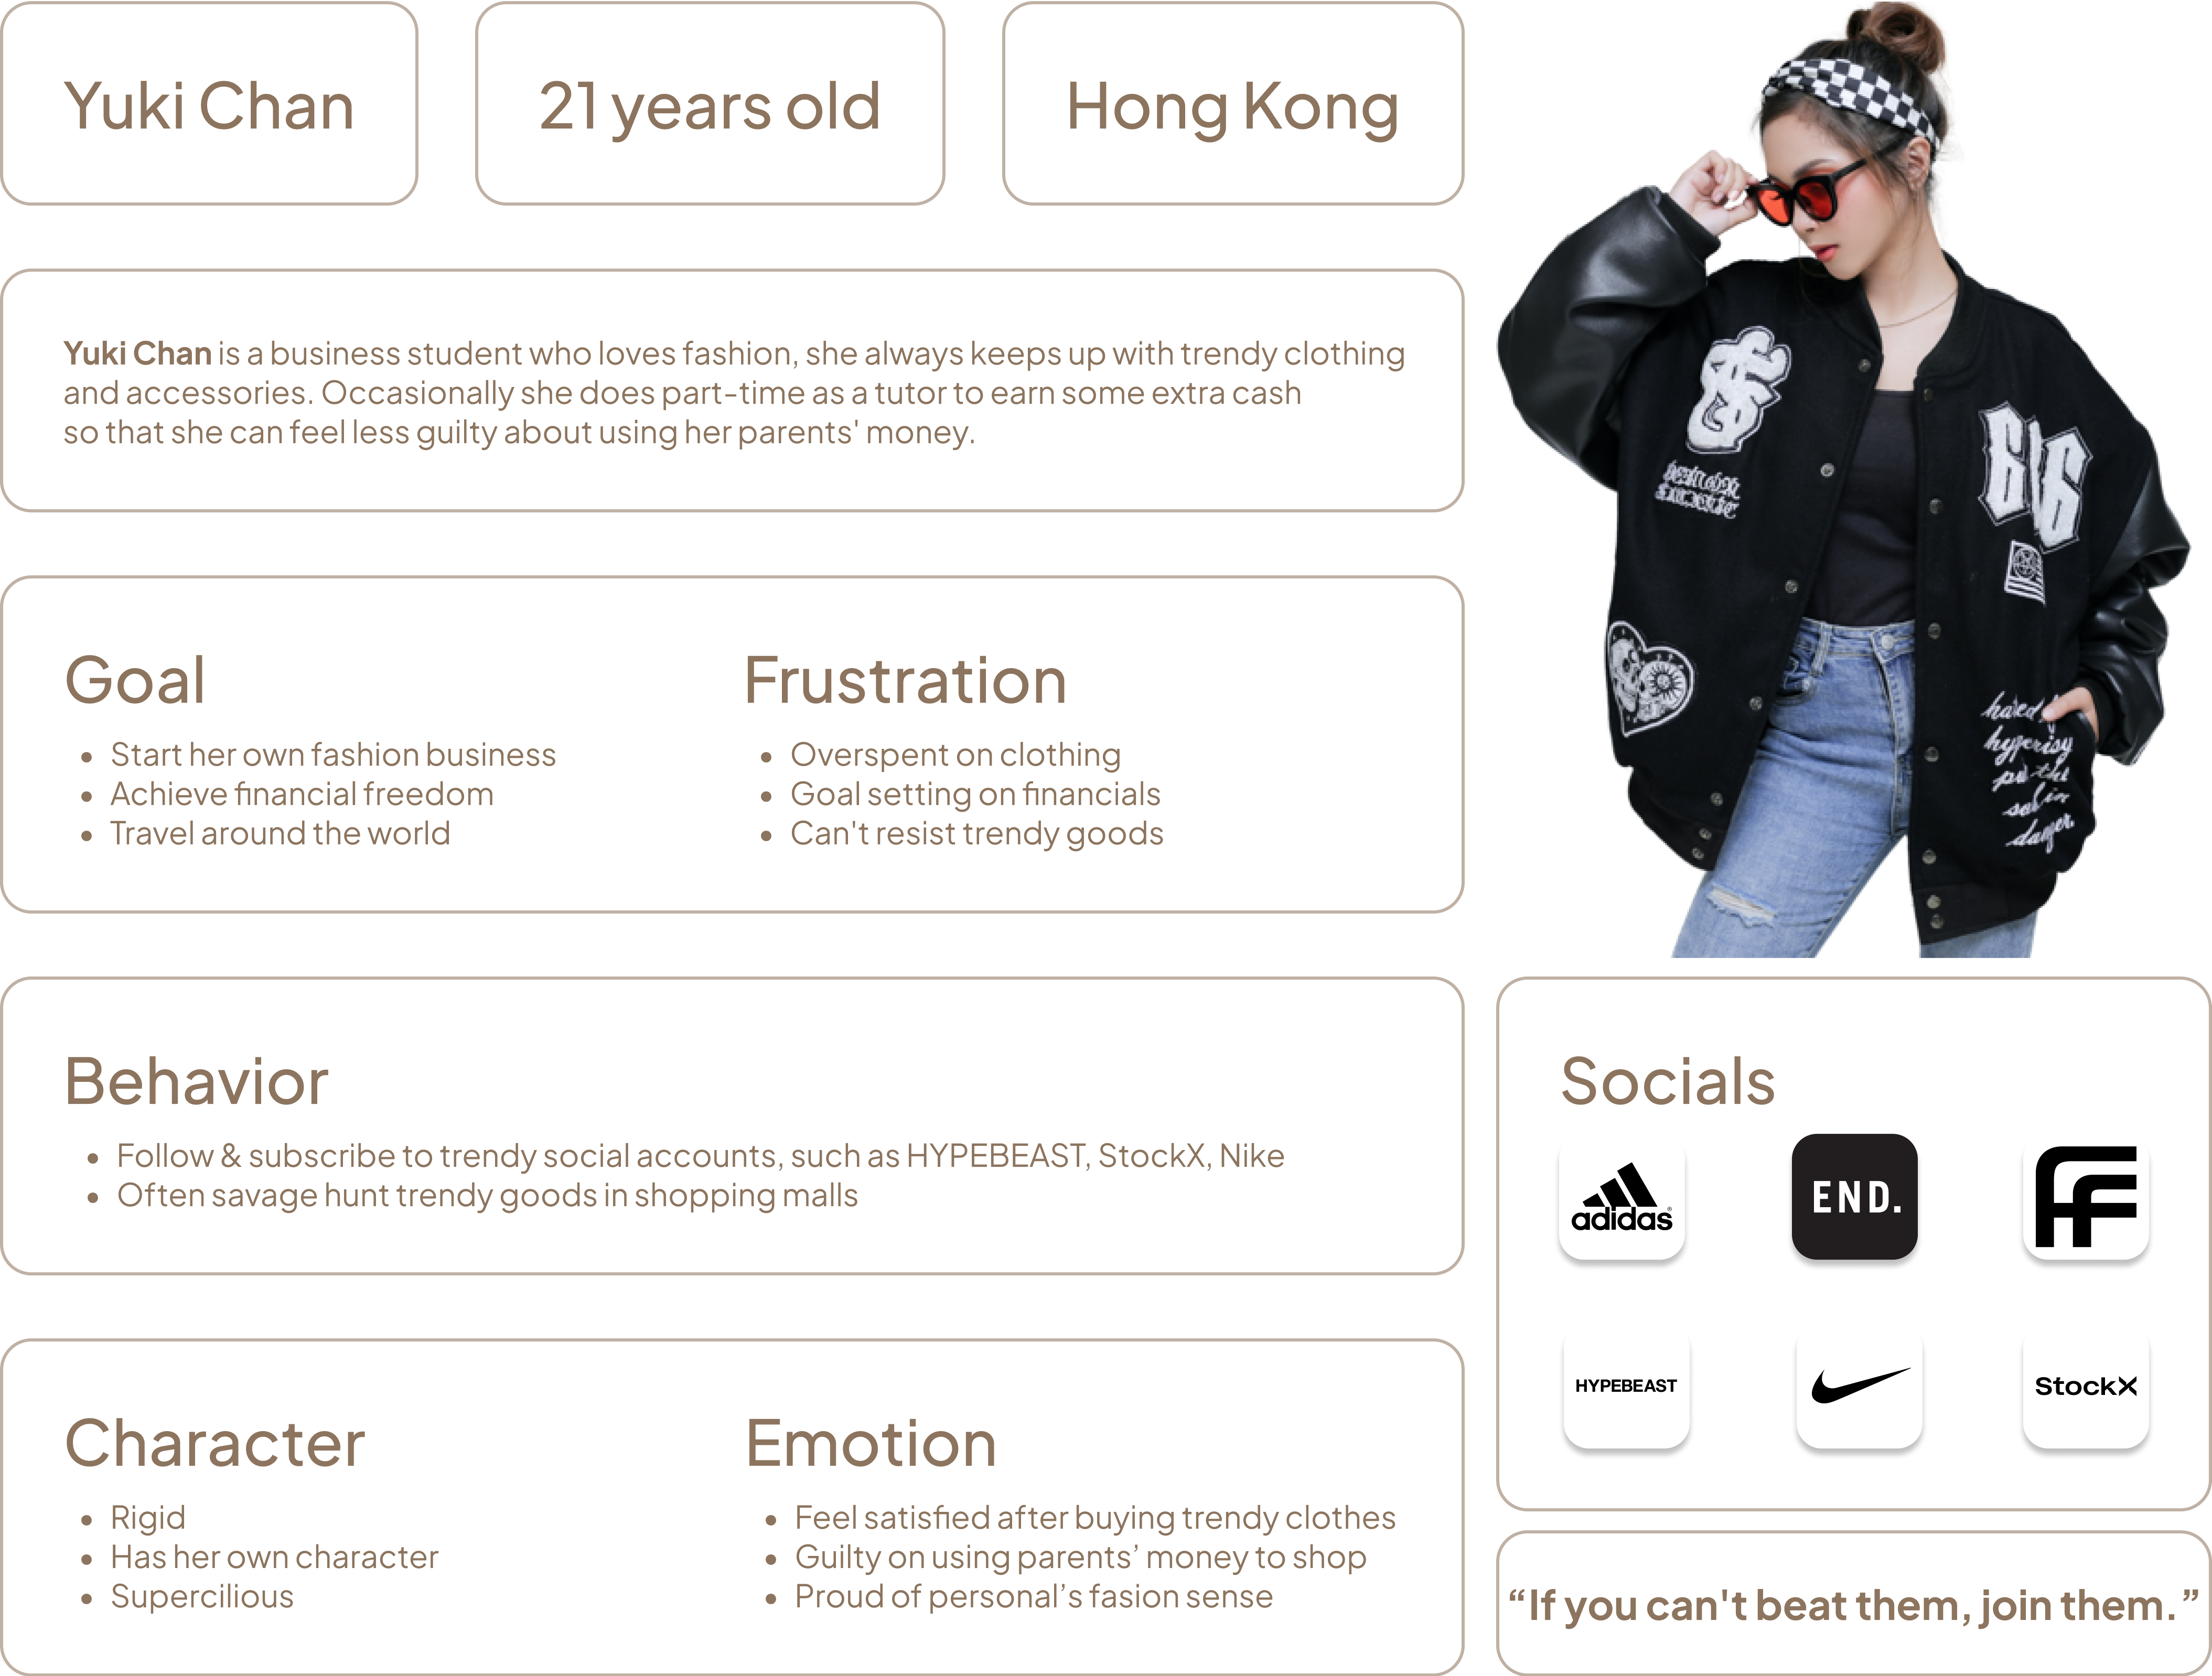 Yuki Chan
21 years old
Hong Kong
Yuki Chan is a business student who loves fashion, she always keeps up with trendy clothing
and accessories. Occasionally she does part-time as a tutor to earn some extra cash
so that she can feel less guilty about using her parents' money.
Goal
• Start her own fashion business
• Achieve financial freedom
• Travel around the world
Frustration
• Overspent on clothing
• Goal setting on financials
• Can't resist trendy goods
Behavior
• Follow & subscribe to trendy social accounts, such as HYPEBEAST, StockX, Nike
• Often savage hunt trendy goods in shopping malls
Character
• Rigid
• Has her own character
• Supercilious
Emotion
• Feel satisfied after buying trendy clothes
• Guilty on using parents’ money to shop
• Proud of personal’s fasion sense
Socials
adidas
END.
HYPEBEAST
StockX
“If you can't beat them, join them.”
danger.